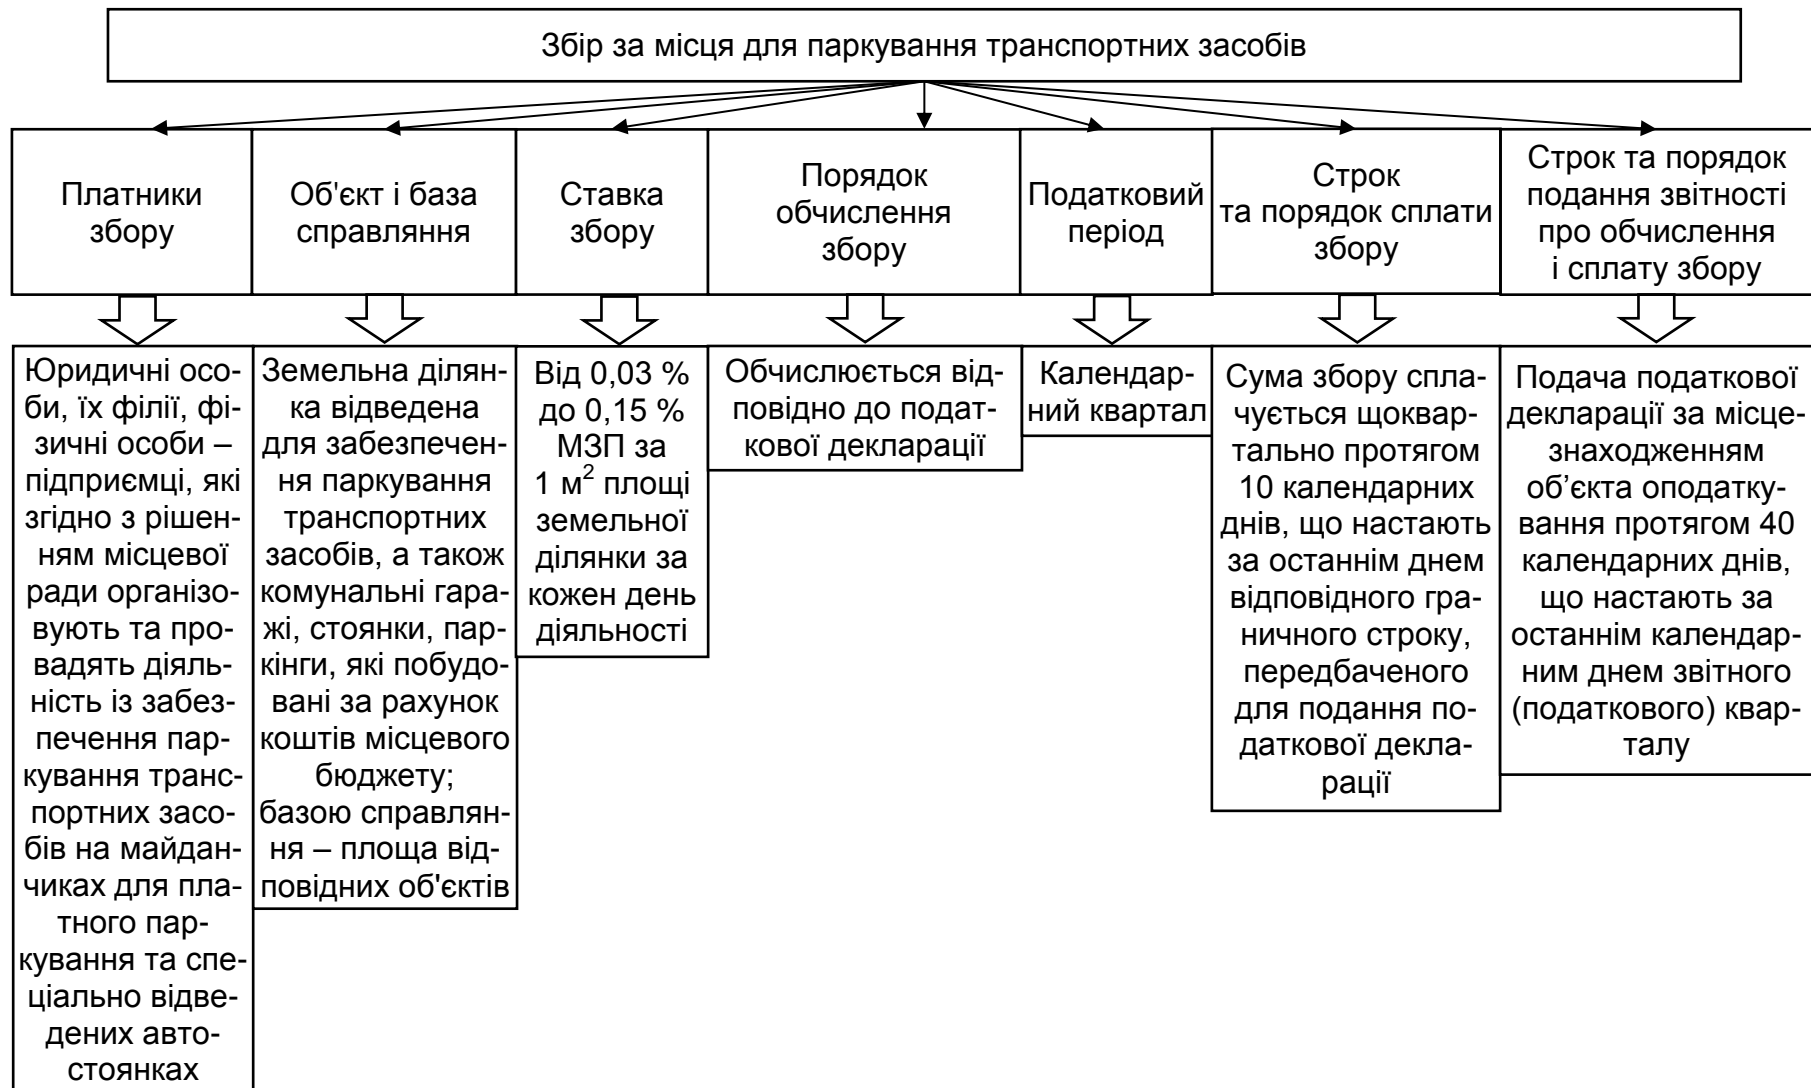 Збір за місця для паркування транспортних засобів
Платники
збору
Об'єкт і база
справляння
Ставка
збору
Порядок
обчислення
збору
Податковий
період
Строк
та порядок сплати
збору
Строк та порядок
подання звітності
про обчислення
і сплату збору
Юридичні осо-
би, їх філії, фі-
зичні особи –
підприємці, які
згідно з рішен-
ням місцевої
ради організо-
вують та про-
вадять діяль-
ність із забез-
печення пар-
кування транс-
портних засо-
бів на майдан-
чиках для пла-
тного пар-
кування та спе-
ціально відве-
дених авто-
стоянках
Земельна ділян-
ка відведена
для забезпечен-
ня паркування
транспортних
засобів, а також
комунальні гара-
жі, стоянки, пар-
кінги, які побудо-
вані за рахунок
коштів місцевого
бюджету;
базою справлян-
ня – площа від-
повідних об'єктів
Від 0,03 %
до 0,15 %
МЗП за
1 м² площі
земельної
ділянки за
кожен день
діяльності
Обчислюється від-
повідно до подат-
кової декларації
Календар-
ний квартал
Сума збору спла-
чується щоквар-
тально протягом
10 календарних
днів, що настають
за останнім днем
відповідного гра-
ничного строку,
передбаченого
для подання по-
даткової декла-
рації
Подача податкової
декларації за місце-
знаходженням
об’єкта оподатку-
вання протягом 40
календарних днів,
що настають за
останнім календар-
ним днем звітного
(податкового) квар-
талу